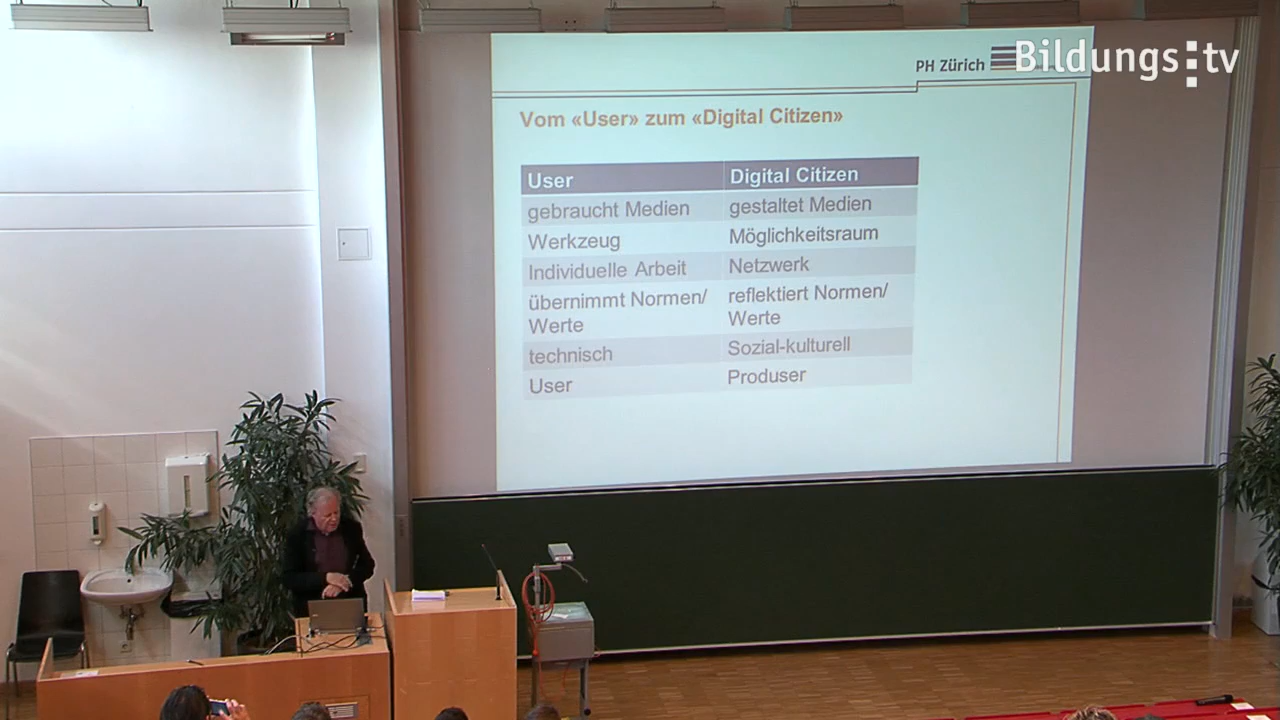 PH Zürich
Bildungs:tv
Vom «User» zum «Digital Citizen»
User Digital Citizen
gebraucht Medien gestaltet Medien
Werkzeug Möglichkeitsraum
Individuelle Arbeit Netzwerk
übernimmt Normen/ reflektiert Normen/
Werte Werte
technisch Sozial-kulturell
User Produser